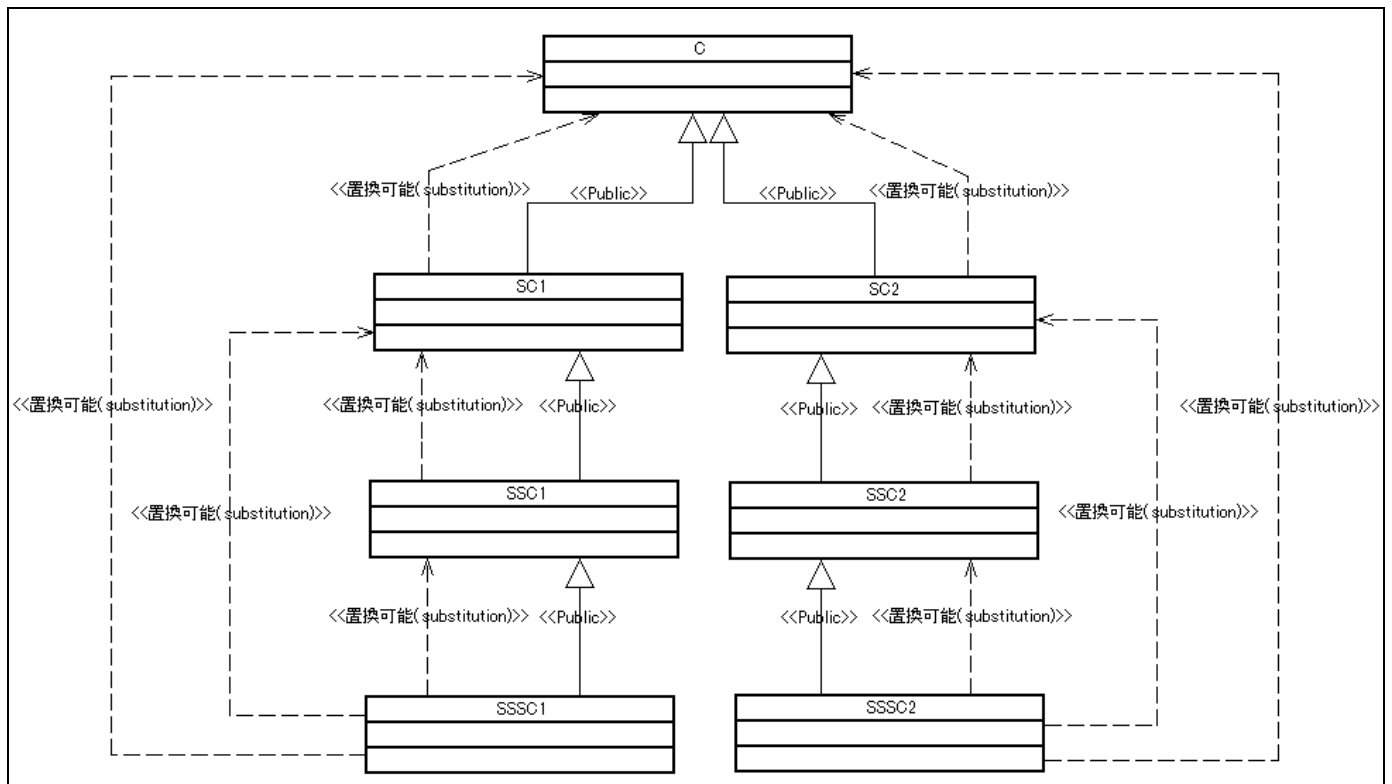 C
<<置換可能(substitution)>>
<<Public>>
<<Public>>
<<置換可能(substitution)>>
SC1
SC2
<<置換可能(substitution)>>
<<置換可能(substitution)>>
<<Public>>
<<Public>>
<<置換可能(substitution)>>
<<置換可能(substitution)>>
SSC1
SSC2
<<置換可能(substitution)>>
<<置換可能(substitution)>>
<<置換可能(substitution)>>
<<Public>>
<<Public>>
<<置換可能(substitution)>>
SSSC1
SSSC2